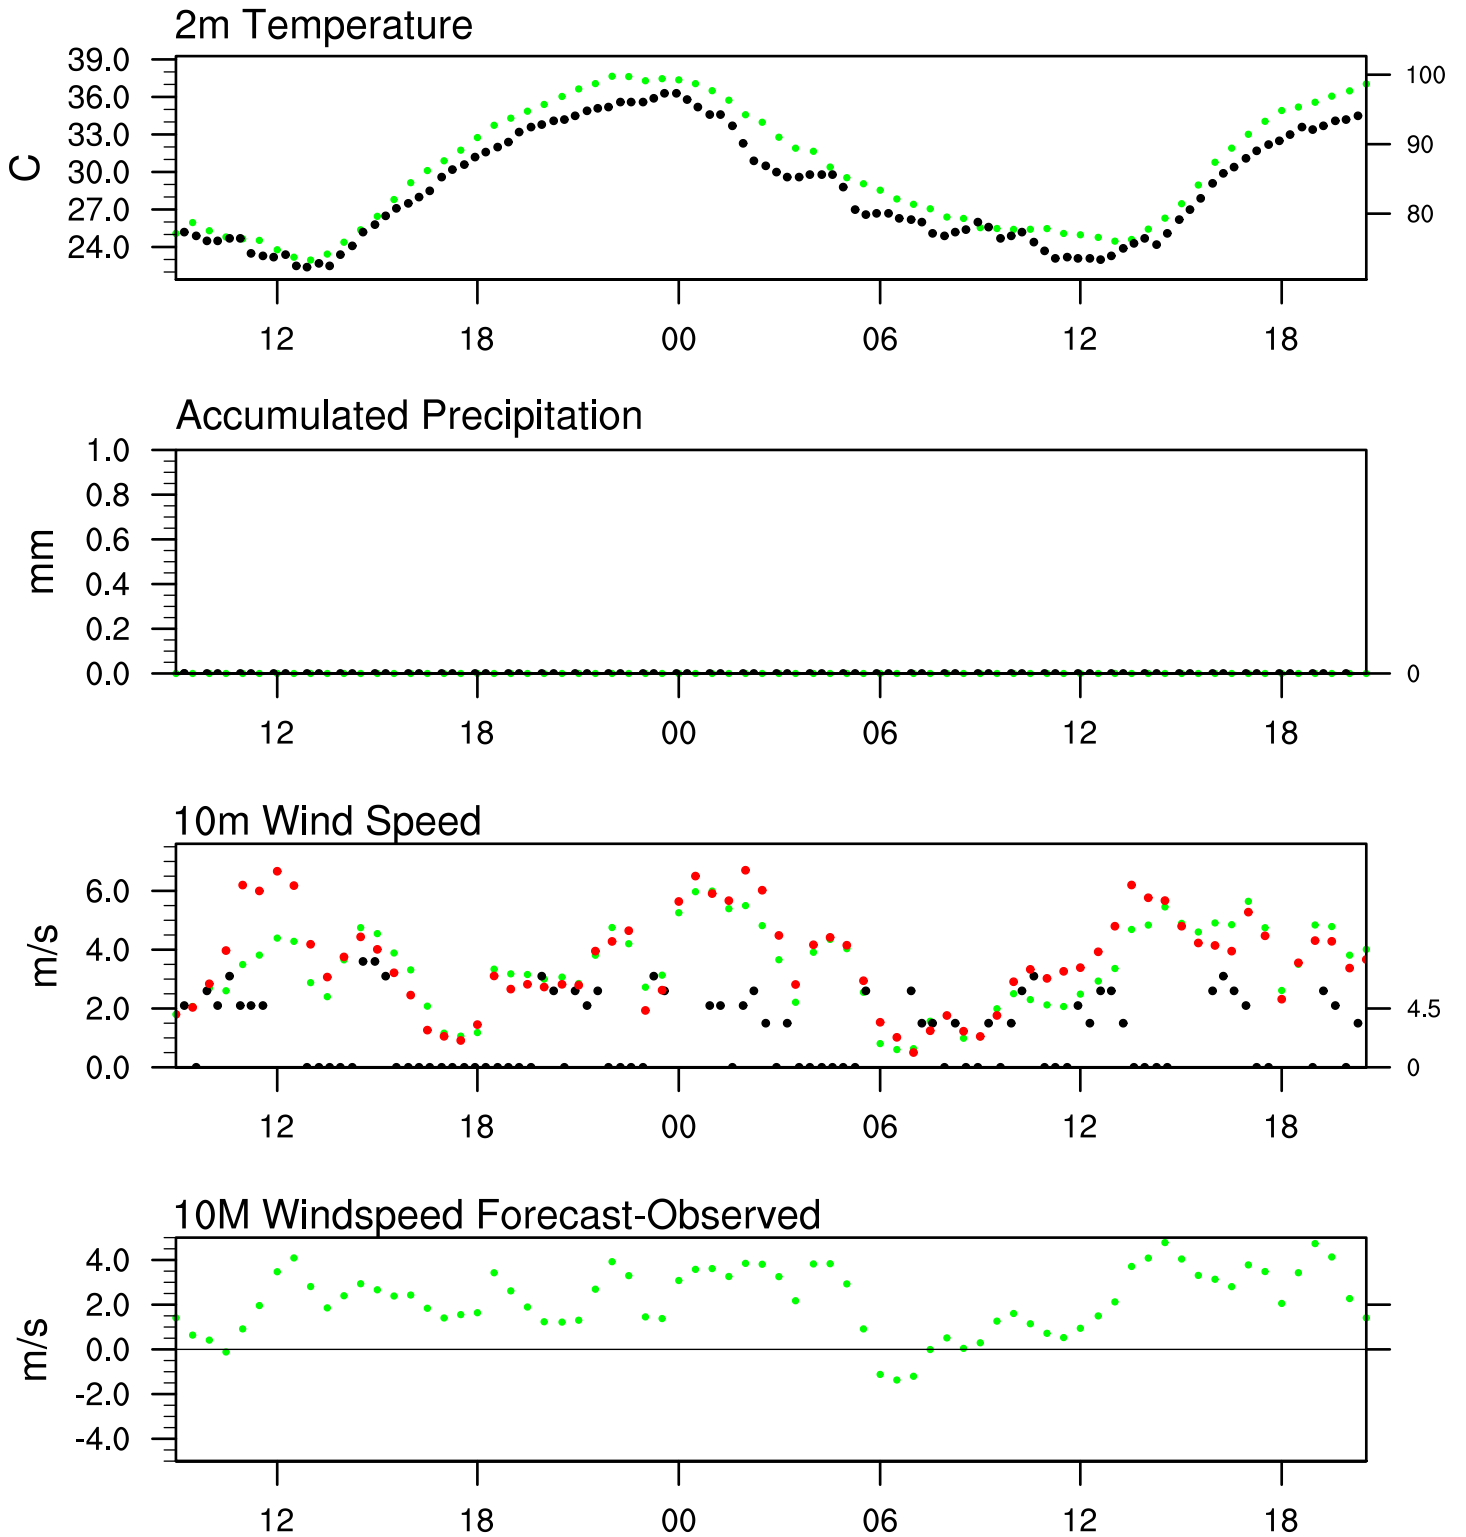 2m Temperature
39.0
36.0
33.0
30.0
27.0
24.0
C
100
90
80
12 18 00 06 12 18
Accumulated Precipitation
1.0
0.8
0.6
0.4
0.2
0.0
mm
0
12 18 00 06 12 18
10m Wind Speed
6.0
4.0
2.0
0.0
m/s
4.5
0
12 18 00 06 12 18
10M Windspeed Forecast-Observed
4.0
2.0
0.0
-2.0
-4.0
m/s
12 18 00 06 12 18